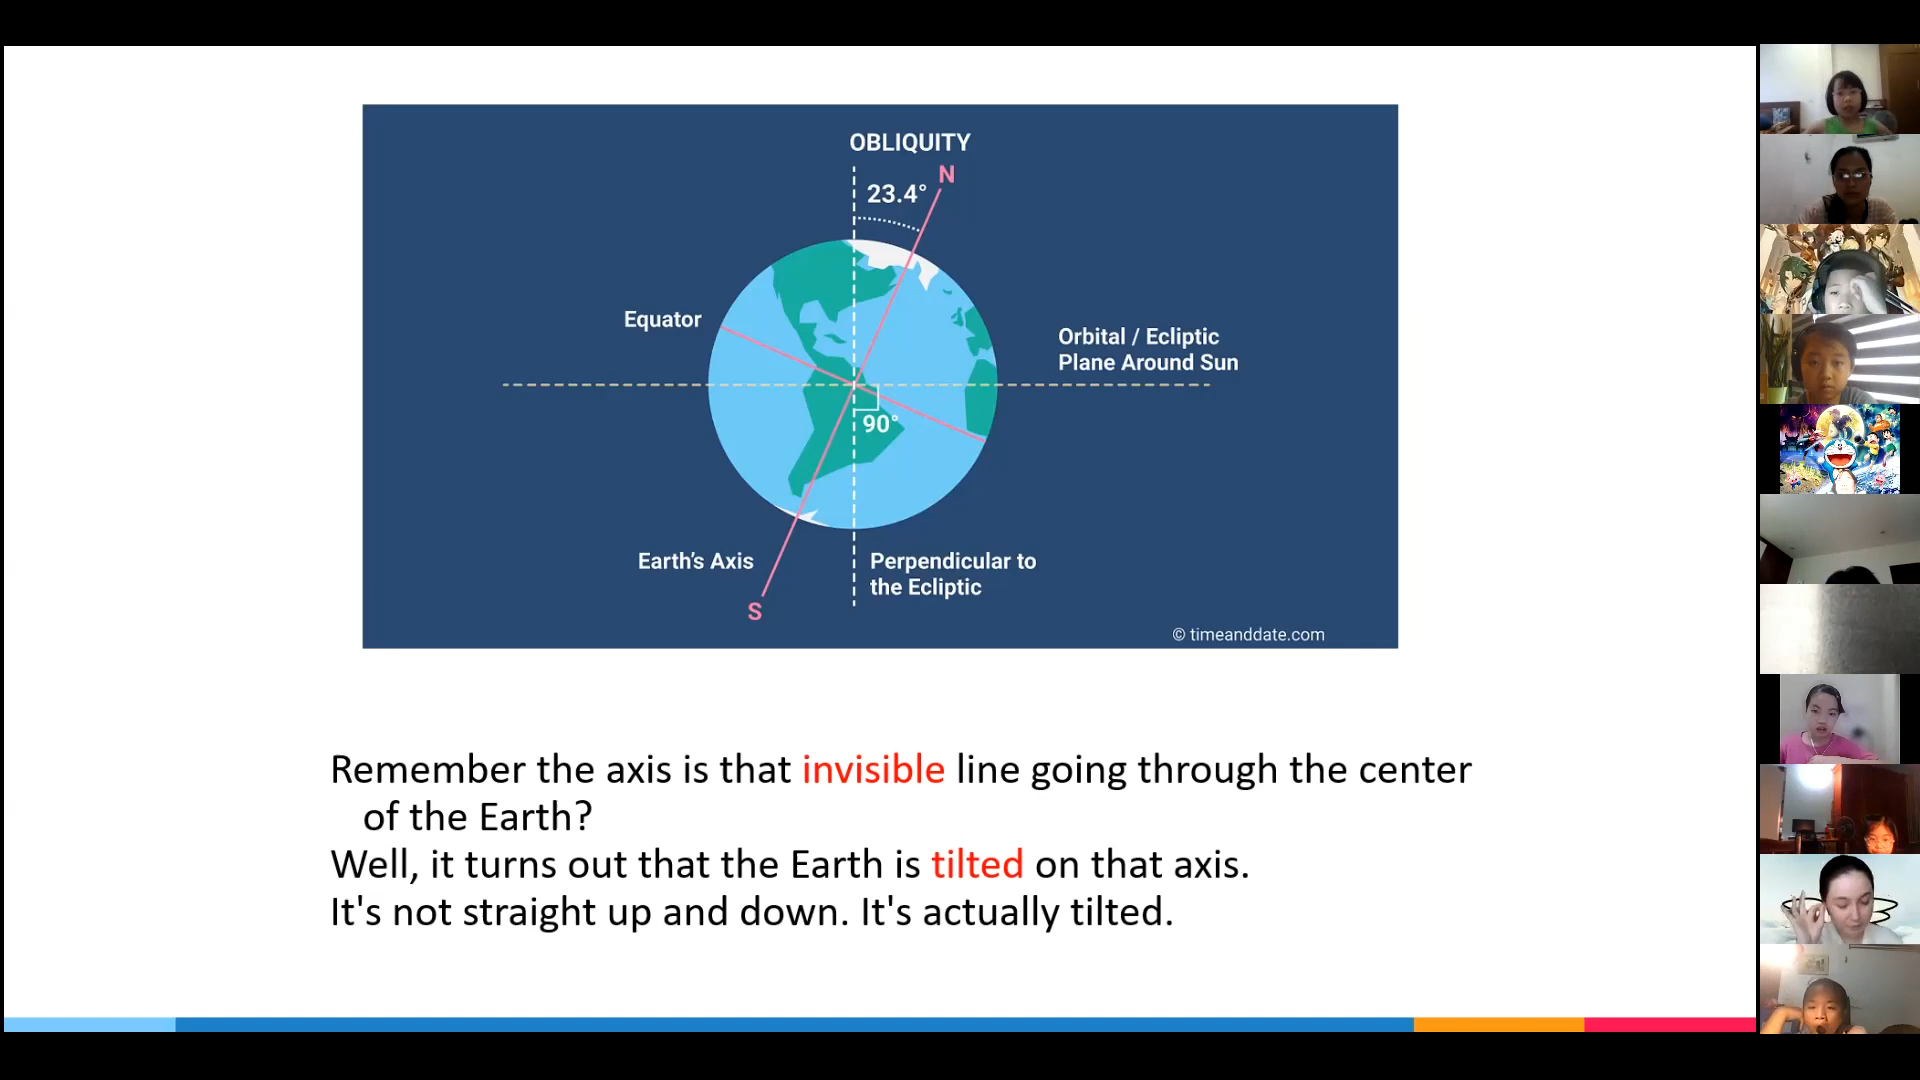 OBLIQUITY
N
23.4°
Equator
Orbital / Ecliptic
Plane Around Sun
90°
Earth's Axis
Perpendicular to
the Ecliptic
S
© timeanddate.com
Remember the axis is that invisible line going through the center
of the Earth?
Well, it turns out that the Earth is tilted on that axis.
It's not straight up and down. It's actually tilted.